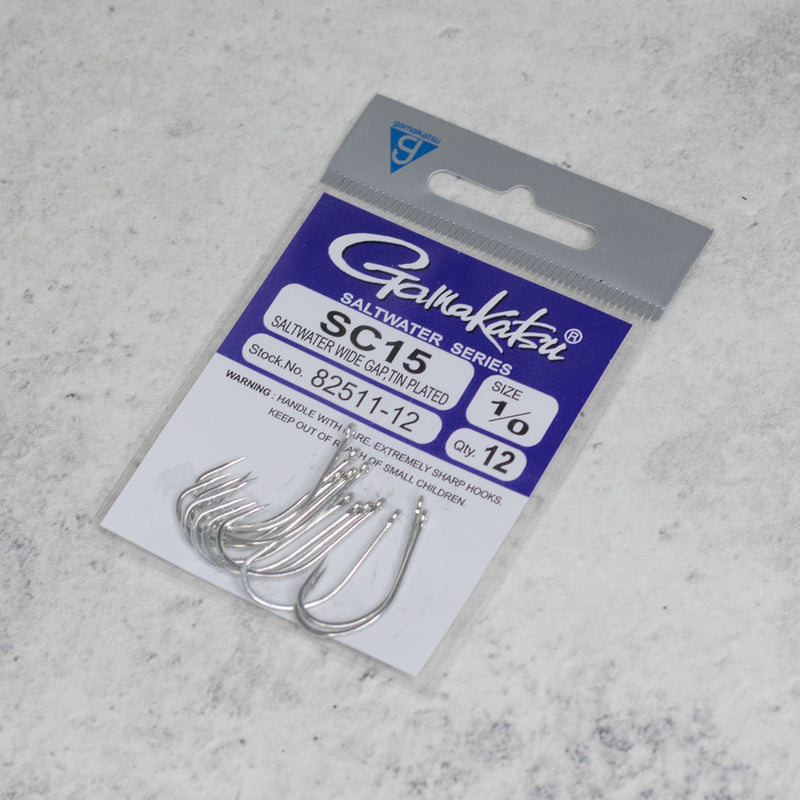 gamakatsu
g
Gamakatsu®
SALTWATER SERIES
SC15
SALTWATER WIDE GAP,TIN PLATED
SIZE
1/0
Stock.No. 82511-12
Qty. 12
WARNING : HANDLE WITH CARE. EXTREMELY SHARP HOOKS.
KEEP OUT OF REACH OF SMALL CHILDREN.